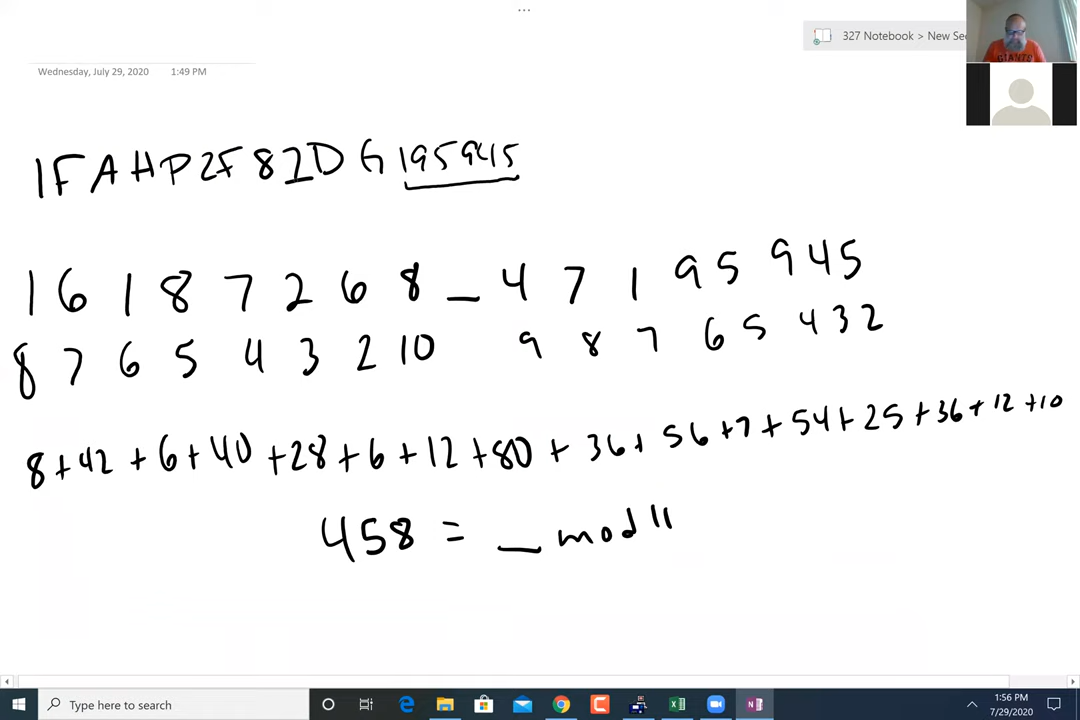 ...
327 Notebook > New Sec
Wednesday, July 29, 2020 1:49 PM
GIANTS
1FAHP2F82DG195945
1 6 1 8 7 2 6 8 _ 4 7 1 9 5 9 4 5
8 7 6 5 4 3 2 10 9 8 7 6 5 4 3 2
8+42+6+40+28+6+12+80+36+56+7+54+25+36+12+10
458 = _ mod 11
Type here to search
1:56 PM
7/29/2020